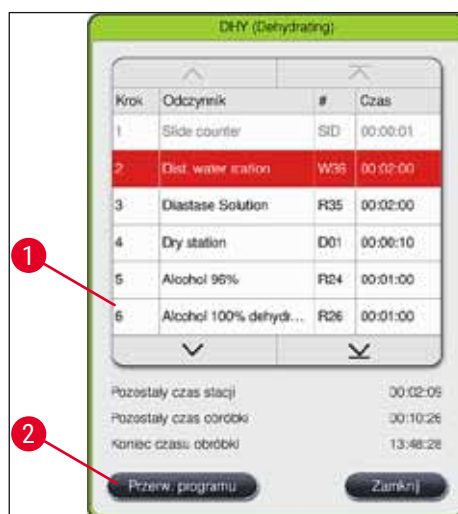 DHY (Dehydrating)
Krok Odczynnik # Czas
1 Slide counter SID 00:00:01
2 Dist. water station W36 00:02:00
3 Diastase Solution R35 00:02:00
4 Dry station D01 00:00:10
5 Alcohol 96% R24 00:01:00
6 Alcohol 100% dehydr... R26 00:01:00
1
Pozostały czas stacji 00:02:09
Pozostały czas obróbki 00:10:26
Koniec czasu obróbki 13:48:28
2
Przerw. programu Zamknij